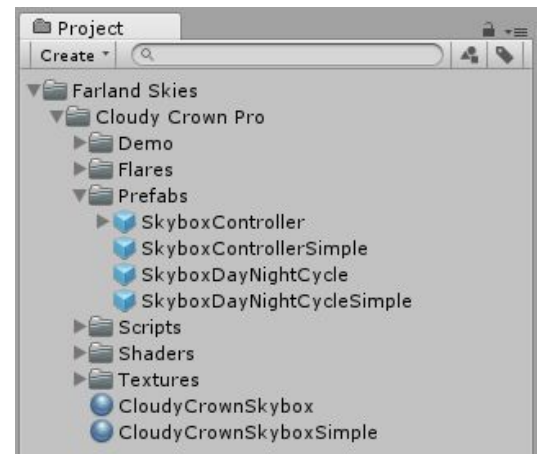 Project
Create
Farland Skies
Cloudy Crown Pro
Demo
Flares
Prefabs
SkyboxController
SkyboxControllerSimple
SkyboxDayNightCycle
SkyboxDayNightCycleSimple
Scripts
Shaders
Textures
CloudyCrownSkybox
CloudyCrownSkyboxSimple